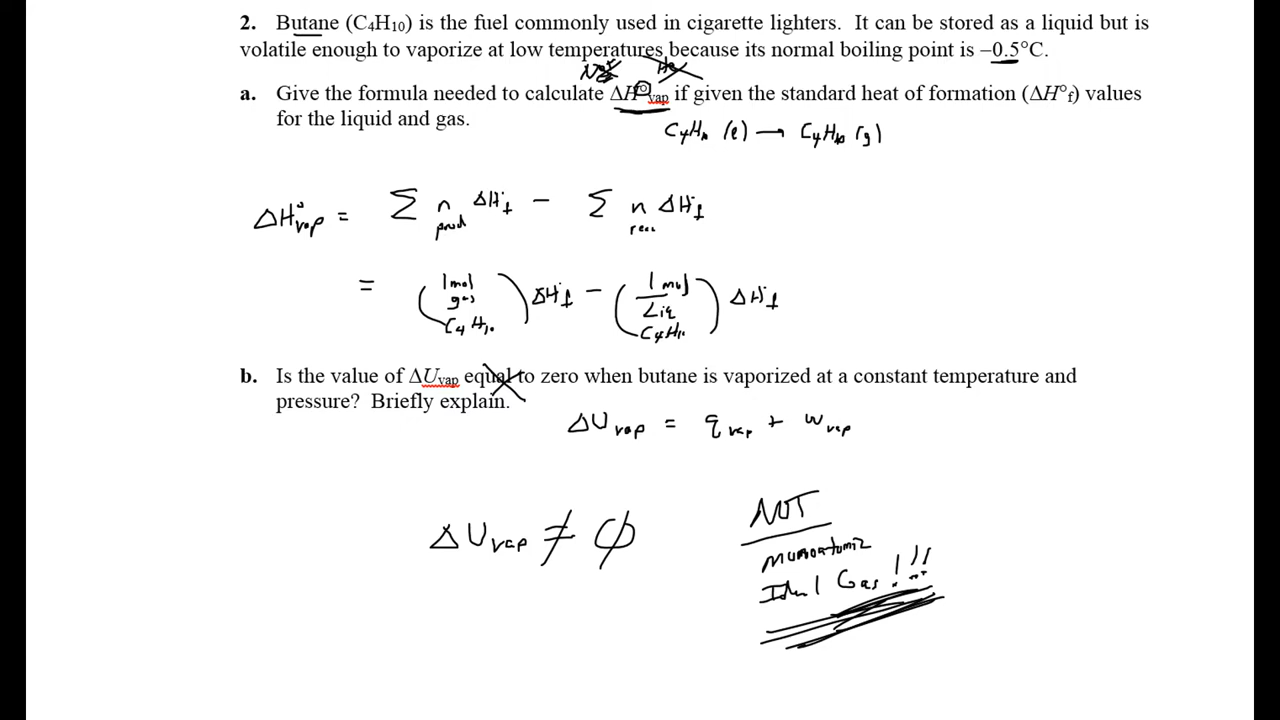 2. Butane (C4H10) is the fuel commonly used in cigarette lighters. It can be stored as a liquid but is
volatile enough to vaporize at low temperatures because its normal boiling point is −0.5°C.
a. Give the formula needed to calculate ΔH°vap if given the standard heat of formation (ΔH°f) values
for the liquid and gas.
C4H10 (l) → C4H10 (g)
ΔH°vap = Σ n prod ΔH°f − Σ n reac ΔH°f
= (1 mol gas C4H10) ΔH°f − (1 mol Liq C4H10) ΔH°f
b. Is the value of ΔUvap equal to zero when butane is vaporized at a constant temperature and
pressure? Briefly explain.
ΔUvap = qvap + wvap
ΔUvap ≠ ϕ
NOT
monoatomic
Ideal Gas!!!